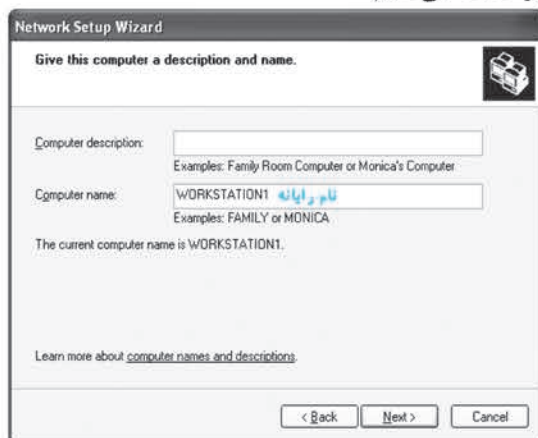 Network Setup Wizard
Give this computer a description and name.
Computer description:
Examples: Family Room Computer or Monica's Computer
Computer name:
WORKSTATION1 نام رایانه
Examples: FAMILY or MONICA
The current computer name is WORKSTATION1.
Learn more about computer names and descriptions.
< Back
Next >
Cancel